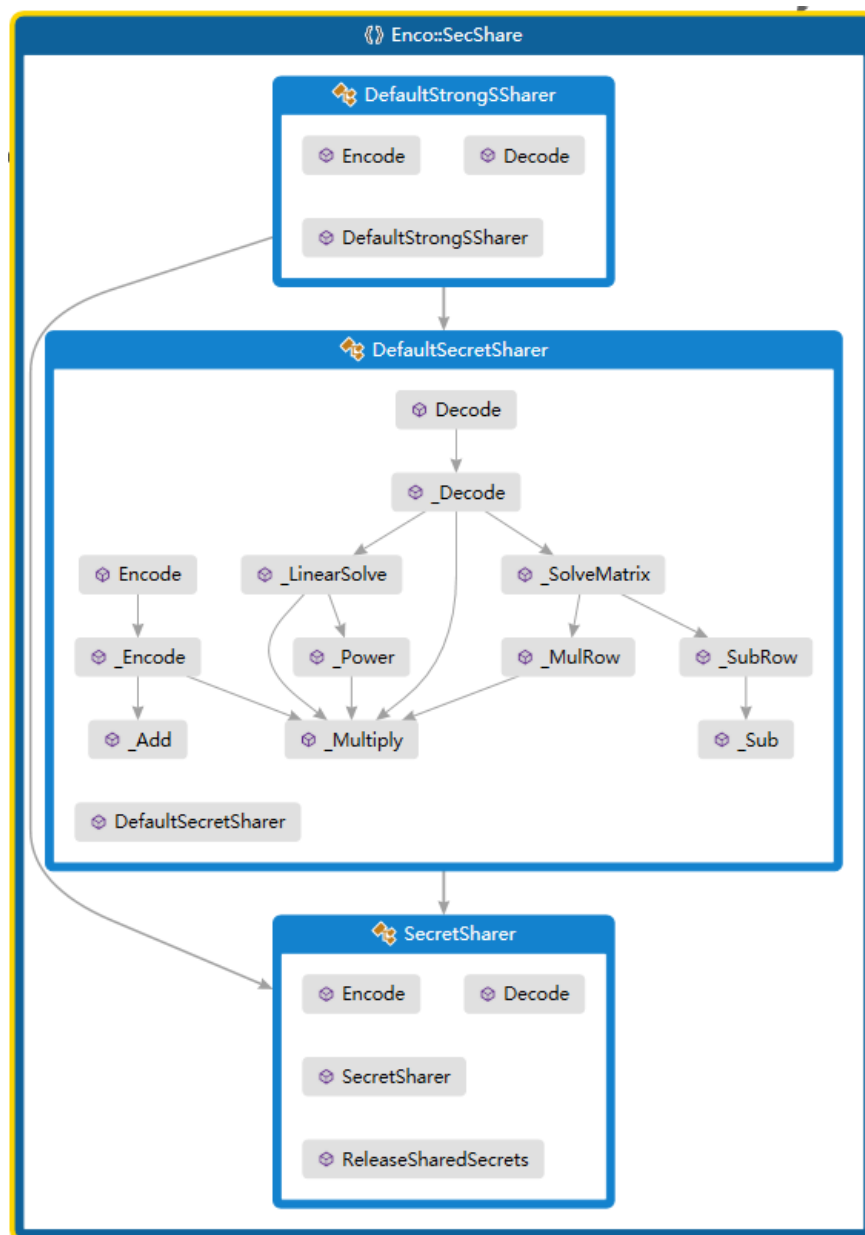 Enco::SecShare
DefaultStrongSSharer
Encode Decode
DefaultStrongSSharer
DefaultSecretSharer
Decode
_Decode
Encode _LinearSolve _SolveMatrix
_Encode _Power _MulRow _SubRow
_Add _Multiply _Sub
DefaultSecretSharer
SecretSharer
Encode Decode
SecretSharer
ReleaseSharedSecrets